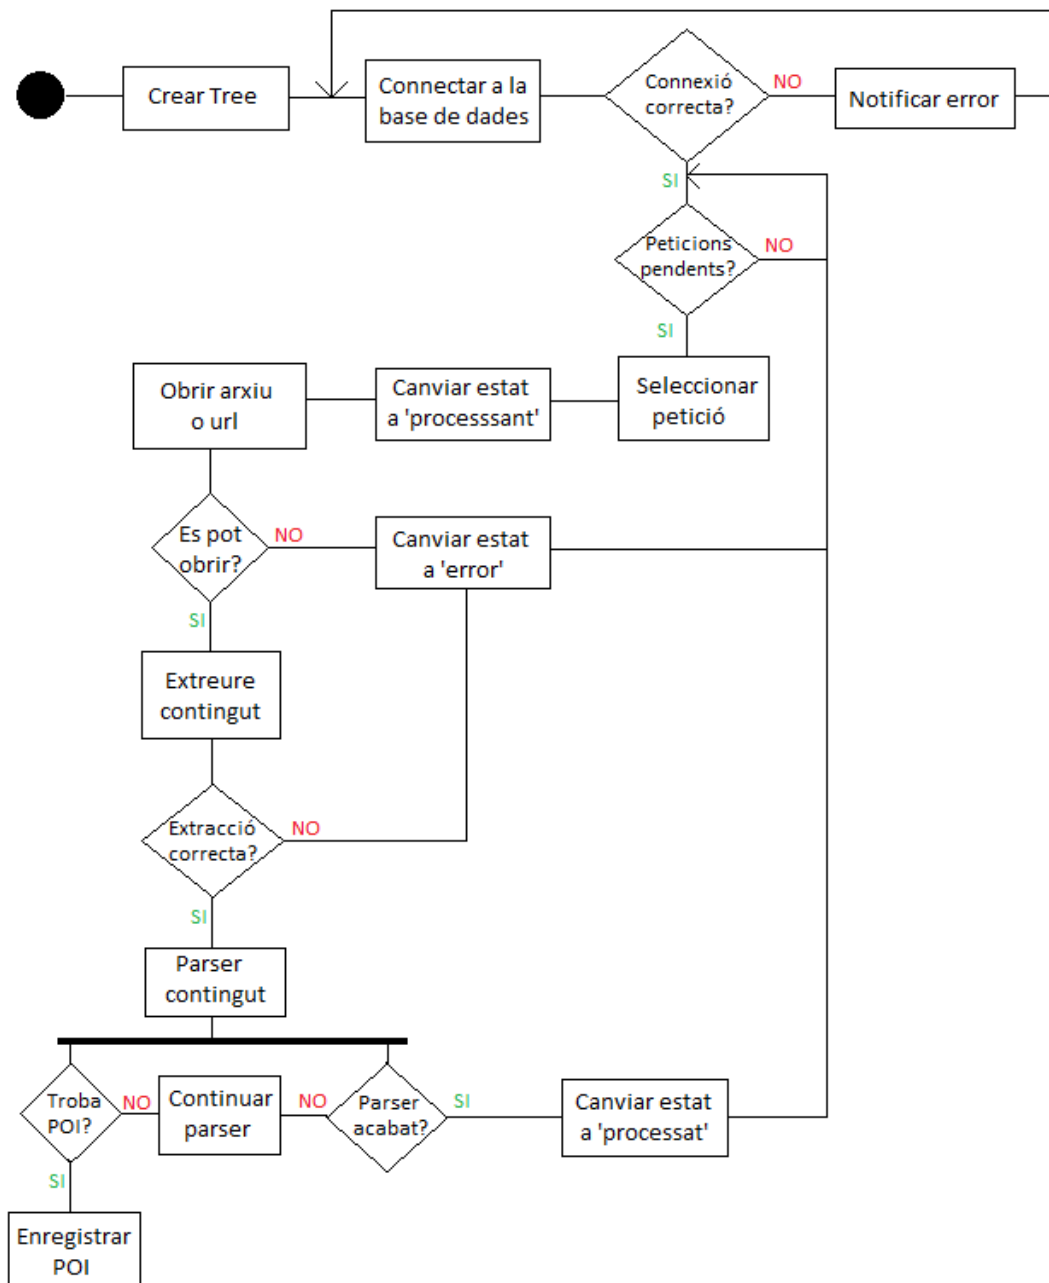 Crear Tree
Connectar a la
base de dades
Connexió
correcta?
NO
Notificar error
SI
Peticions
pendents?
NO
SI
Seleccionar
petició
Canviar estat
a 'processsant'
Obrir arxiu
o url
Es pot
obrir?
NO
Canviar estat
a 'error'
SI
Extreure
contingut
Extracció
correcta?
NO
SI
Parser
contingut
Troba
POI?
NO
Continuar
parser
NO
Parser
acabat?
SI
Canviar estat
a 'processat'
SI
Enregistrar
POI